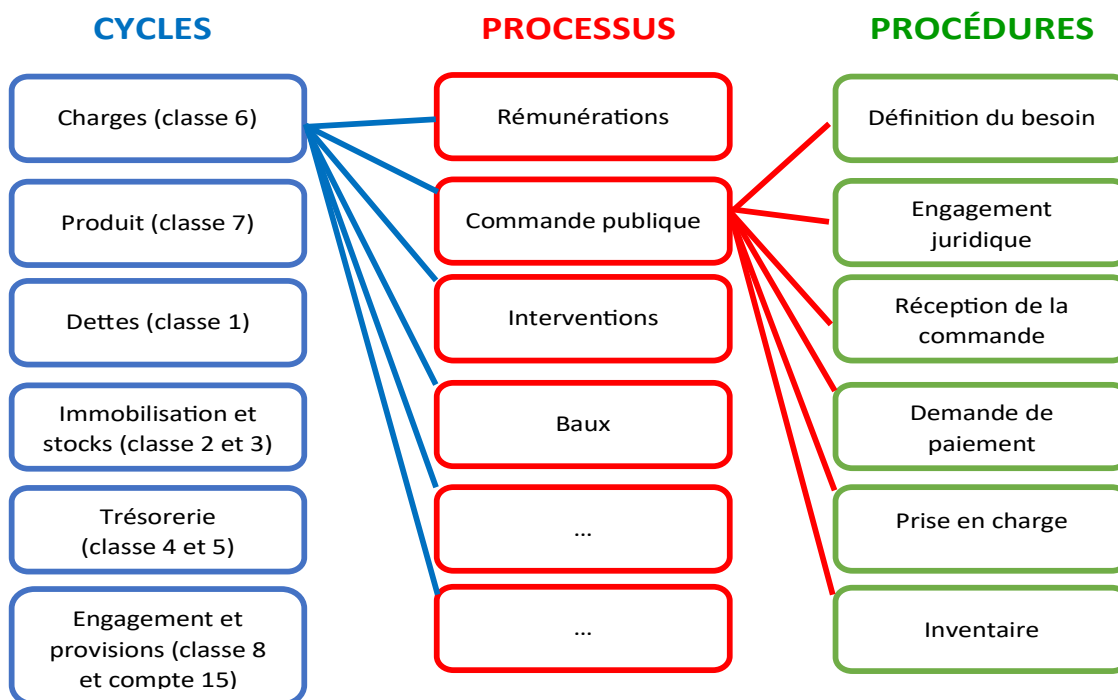 CYCLES
Charges (classe 6)
Produit (classe 7)
Dettes (classe 1)
Immobilisation et
stocks (classe 2 et 3)
Trésorerie
(classe 4 et 5)
Engagement et
provisions (classe 8
et compte 15)
PROCESSUS
Rémunérations
Commande publique
Interventions
Baux
...
...
PROCÉDURES
Définition du besoin
Engagement
juridique
Réception de la
commande
Demande de
paiement
Prise en charge
Inventaire